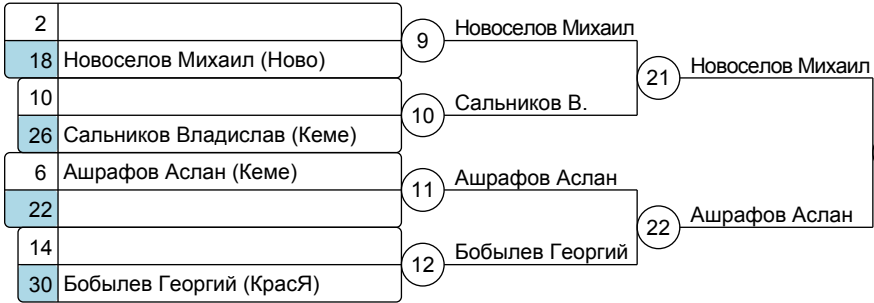 2
18 Новоселов Михаил (Ново)
10
26 Сальников Владислав (Кеме)
6 Ашрафов Аслан (Кеме)
22
14
30 Бобылев Георгий (КрасЯ)
9 Новоселов Михаил
10 Сальников В.
11 Ашрафов Аслан
12 Бобылев Георгий
21 Новоселов Михаил
22 Ашрафов Аслан